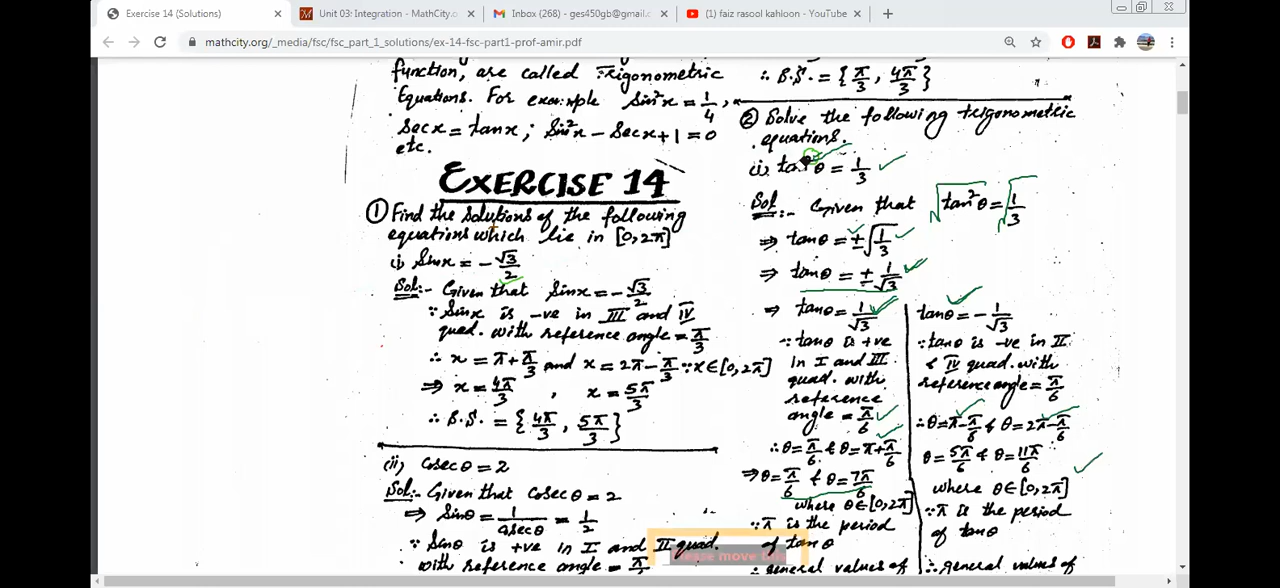 Exercise 14 (Solutions)
Unit 03: Integration - MathCity.o
Inbox (268) - ges450gb@gmail.c
(1) faiz rasool kahloon - YouTube
mathcity.org/_media/fsc/fsc_part_1_solutions/ex-14-fsc-part1-prof-amir.pdf
function, are called Trigonometric
Equations. For example Sin²x = 1/4,
Secx = tanx; Sin²x - Secx + 1 = 0
etc.
EXERCISE 14
① Find the solutions of the following
equations which lie in [0, 2π]
i) Sinx = -√3/2
Sol:- Given that Sinx = -√3/2
∵ Sinx is -ve in III and IV
quad. with reference angle = π/3
∴ x = π + π/3 and x = 2π - π/3 ∵ x ∈ [0, 2π]
⇒ x = 4π/3 , x = 5π/3
∴ S.S. = {4π/3, 5π/3}
(ii) Cosecθ = 2
Sol:- Given that Cosecθ = 2
⇒ Sinθ = 1/Cosecθ = 1/2
∵ Sinθ is +ve in I and II quad.
with reference angle = π/
∴ S.S. = {π/3, 4π/3}
② Solve the following trigonometric
equations.
(i) tan²θ = 1/3
Sol:- Given that √tan²θ = √1/3
⇒ tanθ = ±√1/3
⇒ tanθ = ± 1/√3
⇒ tanθ = 1/√3
∵ tanθ is +ve
in I and III
quad. with
reference
angle = π/6
∴ θ = π/6 & θ = π + π/6
⇒ θ = π/6 & θ = 7π/6
where θ ∈ [0, 2π]
∵ π is the period
of tanθ
∴ general values of
tanθ = -1/√3
∵ tanθ is -ve in II
& IV quad. with
reference angle = π/6
∴ θ = π - π/6 & θ = 2π - π/6
θ = 5π/6 & θ = 11π/6
where θ ∈ [0, 2π]
∵ π is the period
of tanθ
∴ general values of